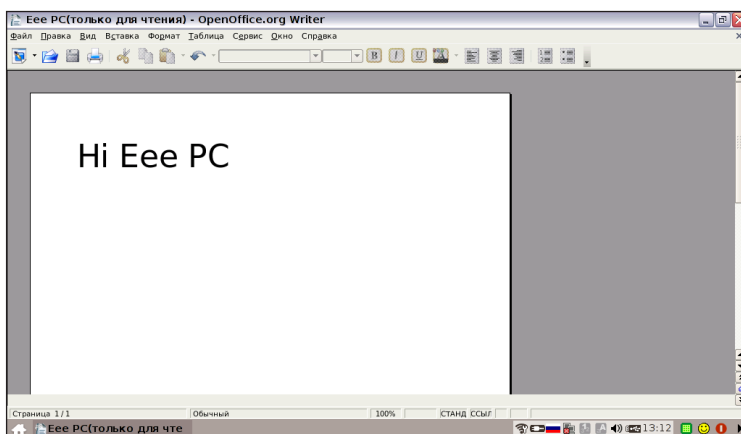 Eee PC(только для чтения) - OpenOffice.org Writer
Файл Правка Вид Вставка Формат Таблица Сервис Окно Справка
B I U A
Hi Eee PC
Страница 1/1 Обычный 100% СТАНД ССЫЛ
Eee PC(только для чте 13:12